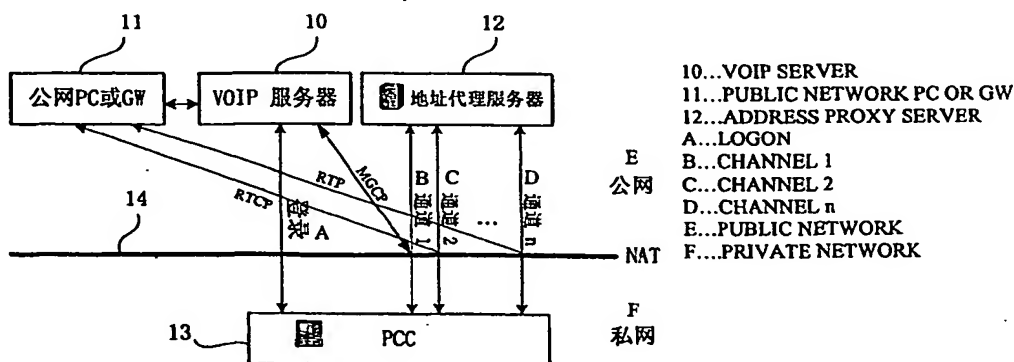 11
10
12
公网PC或GW
VOIP 服务器
地址代理服务器
10...VOIP SERVER
11...PUBLIC NETWORK PC OR GW
12...ADDRESS PROXY SERVER
A...LOGON
B...CHANNEL 1
C...CHANNEL 2
D...CHANNEL n
E...PUBLIC NETWORK
F....PRIVATE NETWORK
E
公网
RTP
RTCP
MGCP
登录 A
B 通道 1
C 通道 2
...
D 通道 n
14
NAT
F
私网
13
PCC